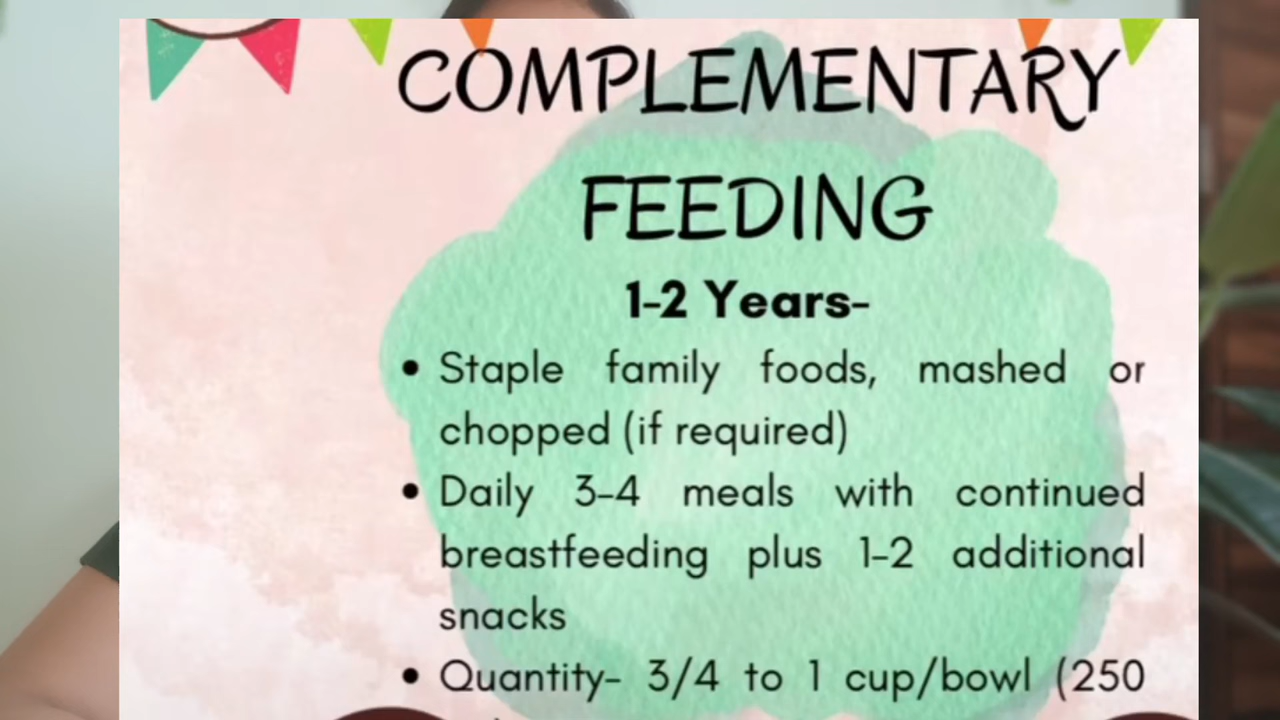 COMPLEMENTARY
FEEDING
1-2 Years-
• Staple family foods, mashed or
chopped (if required)
• Daily 3-4 meals with continued
breastfeeding plus 1-2 additional
snacks
• Quantity- 3/4 to 1 cup/bowl (250